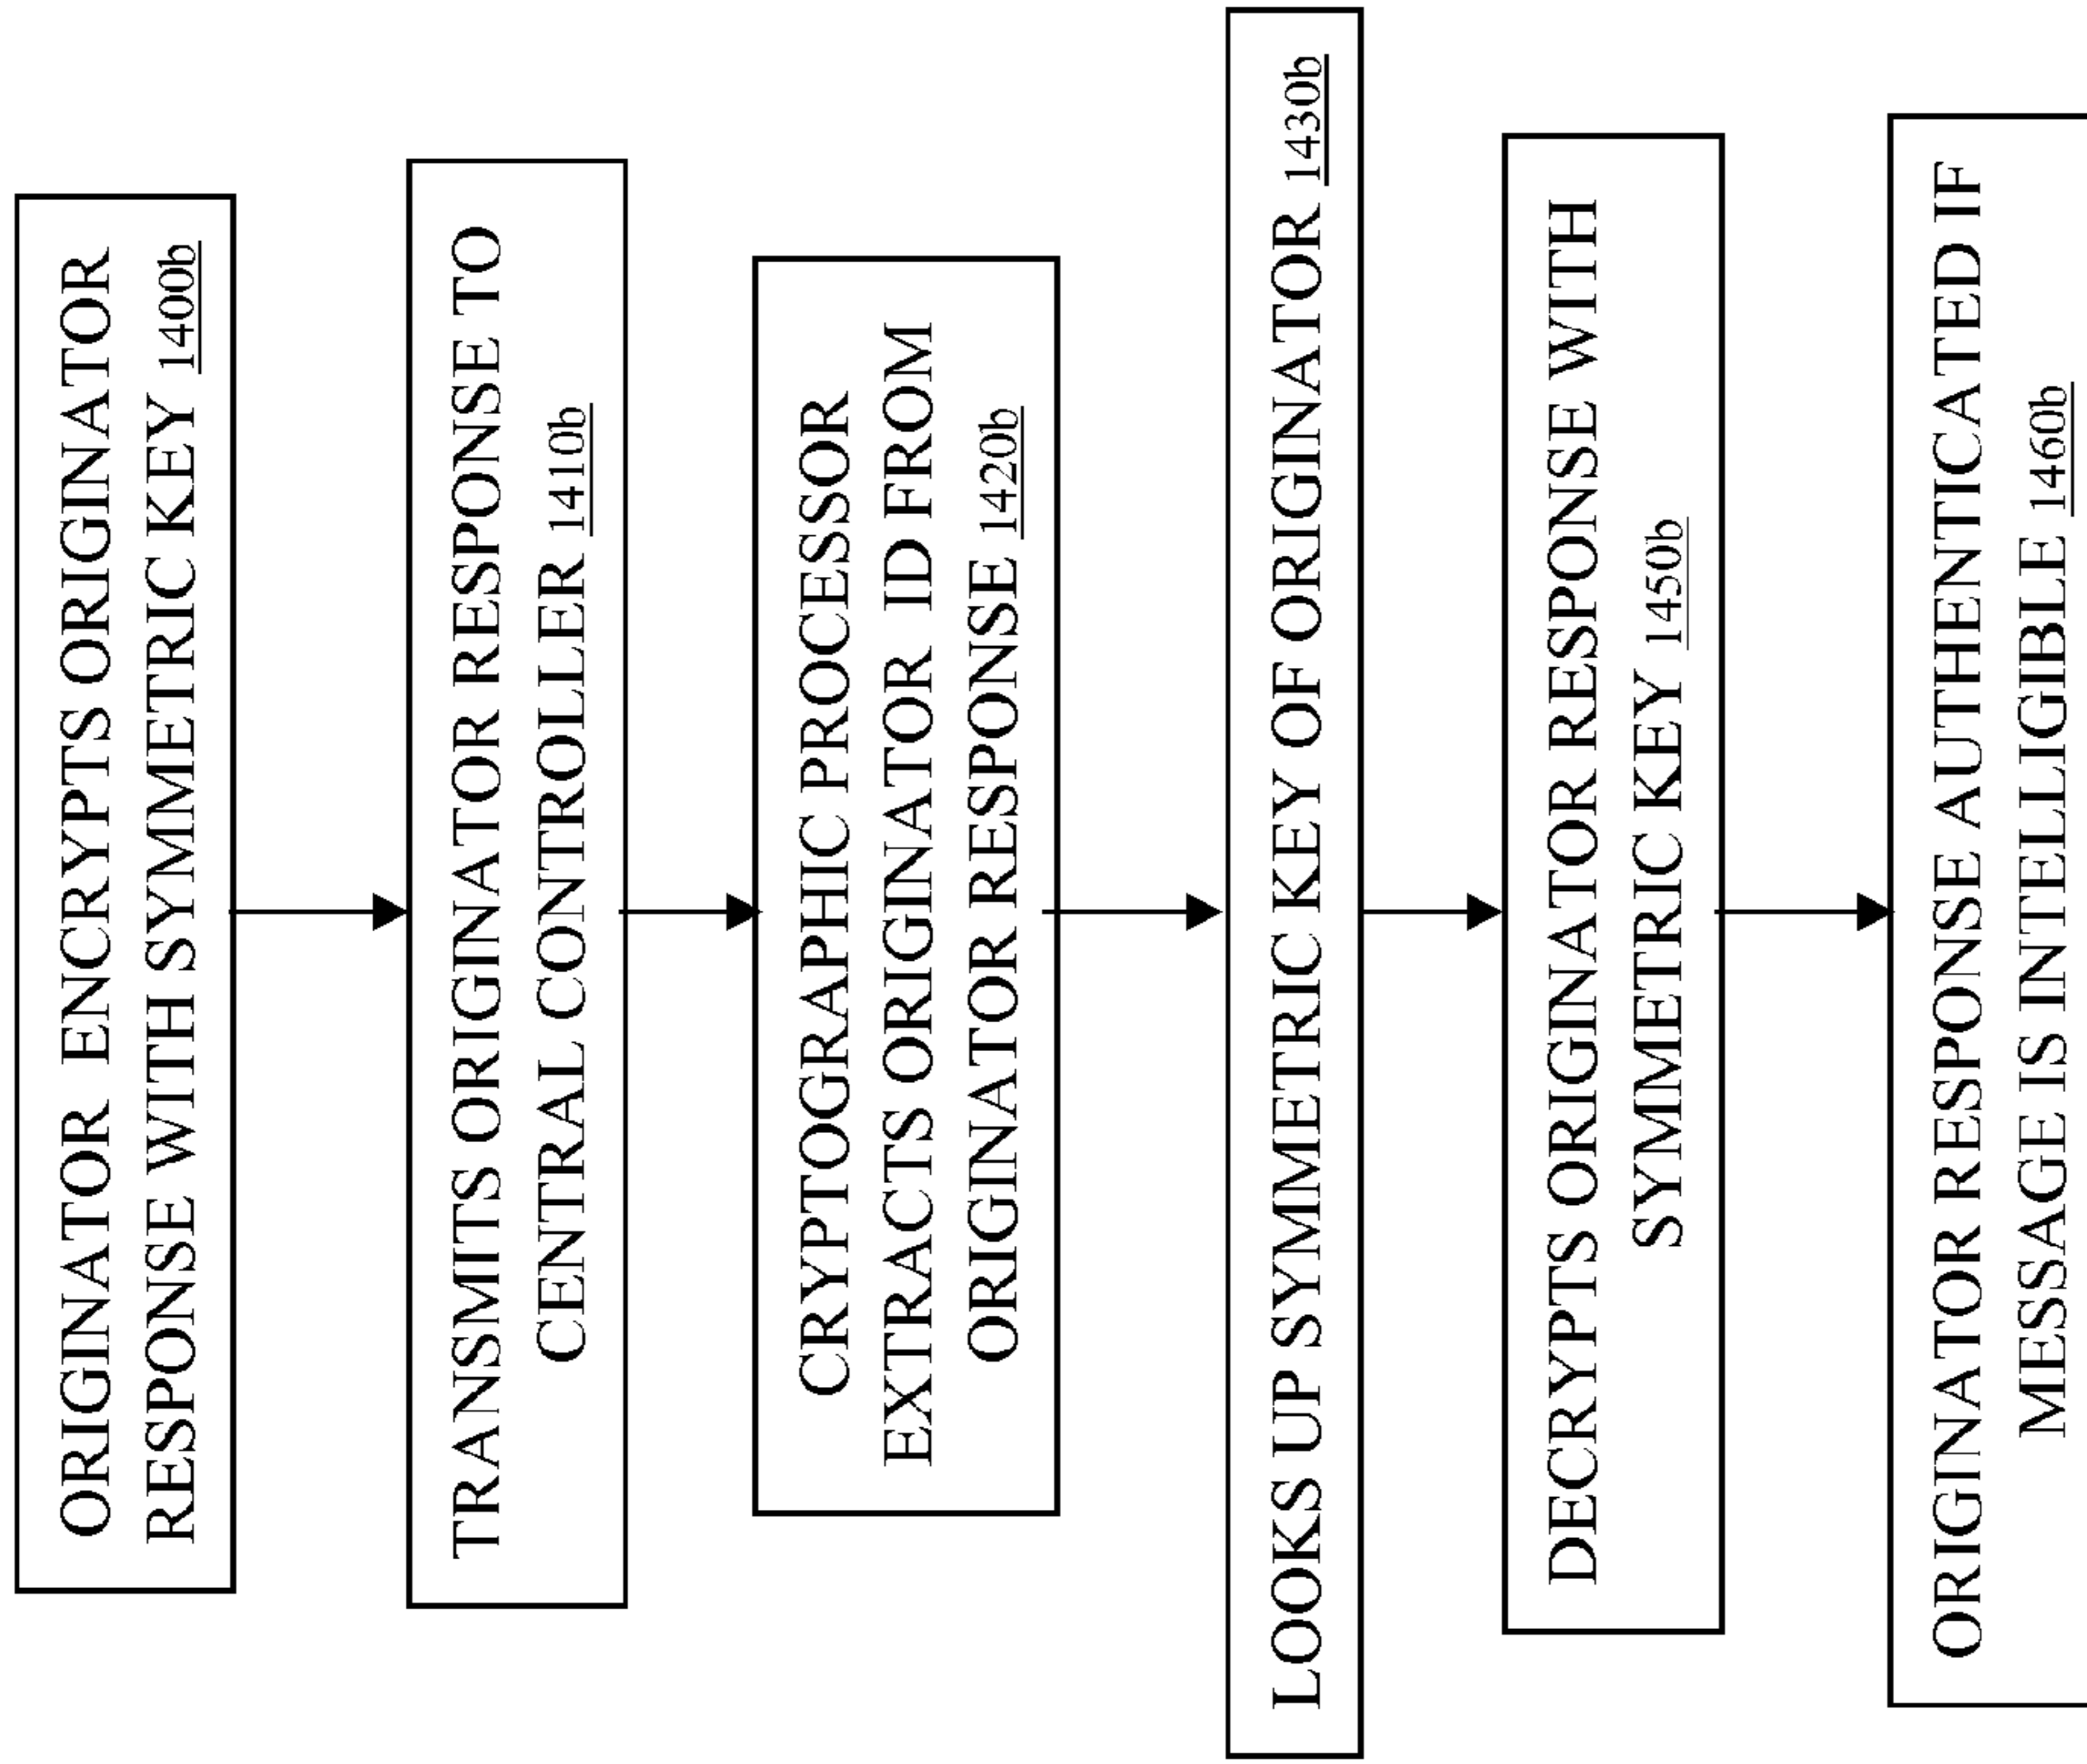 ORIGINATOR ENCRYPTS ORIGINATOR
RESPONSE WITH SYMMETRIC KEY 1400b
TRANSMITS ORIGINATOR RESPONSE TO
CENTRAL CONTROLLER 1410b
CRYPTOGRAPHIC PROCESSOR
EXTRACTS ORIGINATOR ID FROM
ORIGINATOR RESPONSE 1420b
LOOKS UP SYMMETRIC KEY OF ORIGINATOR 1430b
DECRYPTS ORIGINATOR RESPONSE WITH
SYMMETRIC KEY 1450b
ORIGINATOR RESPONSE AUTHENTICATED IF
MESSAGE IS INTELLIGIBLE 1460b